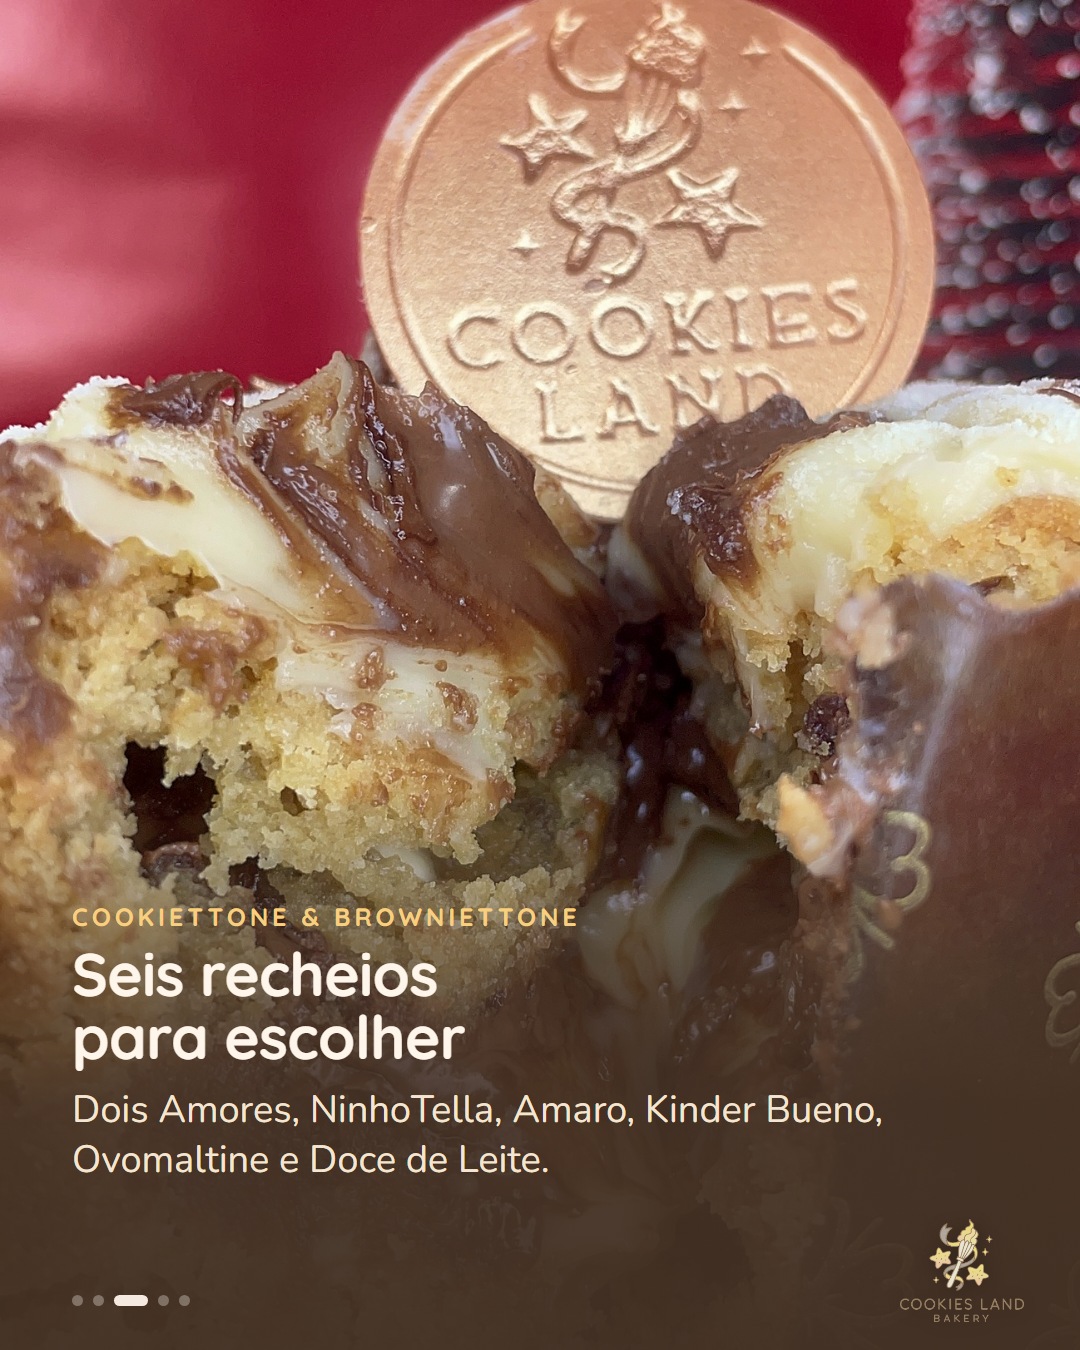 COOKIES
LAND
COOKIETTONE & BROWNIETTONE
Seis recheios
para escolher
Dois Amores, NinhoTella, Amaro, Kinder Bueno,
Ovomaltine e Doce de Leite.
COOKIES LAND
BAKERY